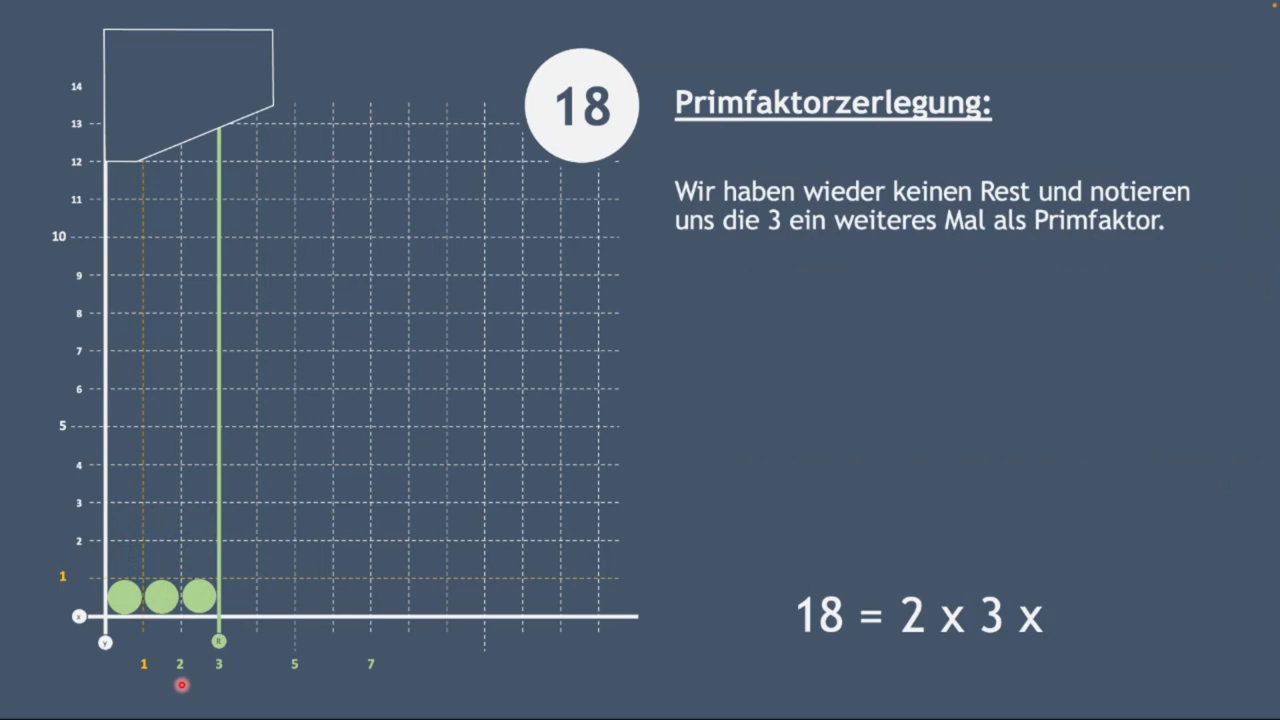 18
Primfaktorzerlegung:
Wir haben wieder keinen Rest und notieren
uns die 3 ein weiteres Mal als Primfaktor.
14
13
12
11
10
9
8
7
6
5
4
3
2
1
X
Y
R
1 2 3 5 7
18 = 2 x 3 x